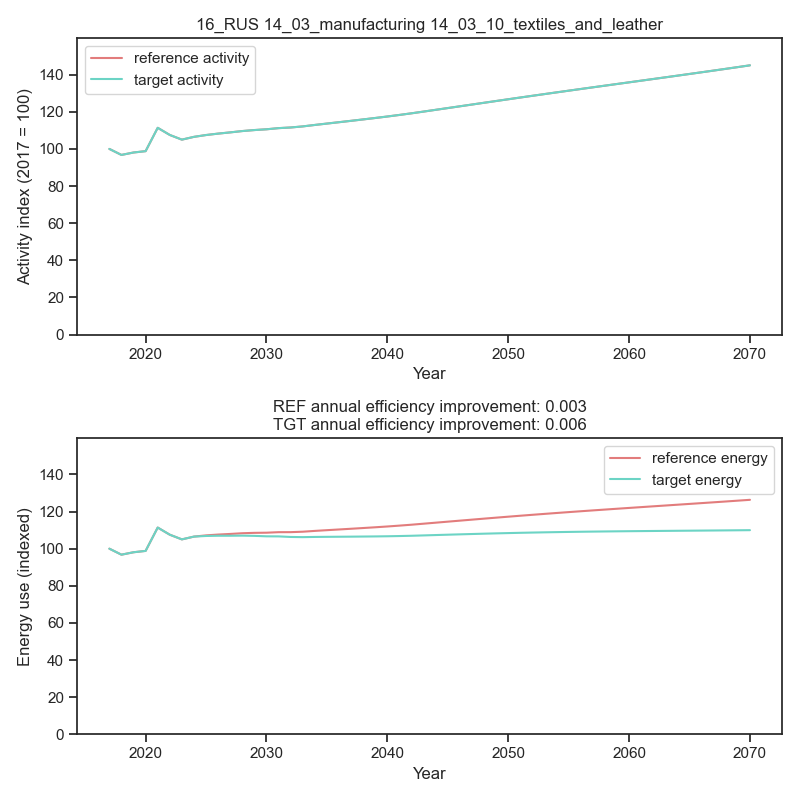 16_RUS 14_03_manufacturing 14_03_10_textiles_and_leather
reference activity
target activity
Activity index (2017 = 100)
140
120
100
80
60
40
20
0
2020 2030 2040 2050 2060 2070
Year
REF annual efficiency improvement: 0.003
TGT annual efficiency improvement: 0.006
reference energy
target energy
Energy use (indexed)
140
120
100
80
60
40
20
0
2020 2030 2040 2050 2060 2070
Year